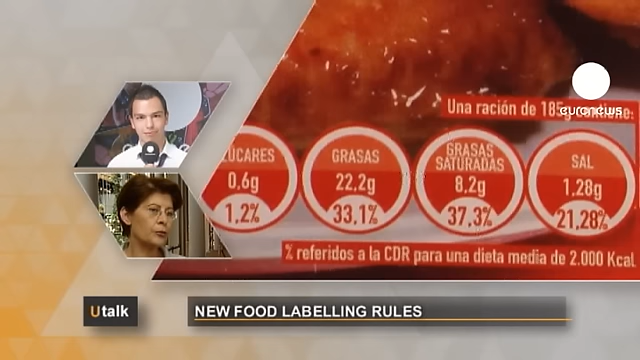 euronews
Una ración de 185g
AZÚCARES
0,6g
1,2%
GRASAS
22,2g
33,1%
GRASAS
SATURADAS
8,2g
37,3%
SAL
1,28g
21,28%
% referidos a la CDR para una dieta media de 2.000 Kcal.
Utalk
NEW FOOD LABELLING RULES